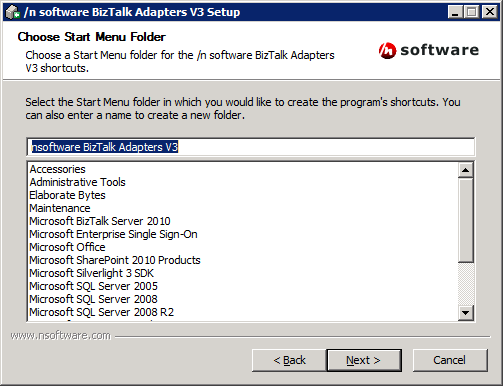 /n software BizTalk Adapters V3 Setup
Choose Start Menu Folder
Choose a Start Menu folder for the /n software BizTalk Adapters
V3 shortcuts.
/n software
Select the Start Menu folder in which you would like to create the program's shortcuts. You
can also enter a name to create a new folder.
nsoftware BizTalk Adapters V3
Accessories
Administrative Tools
Elaborate Bytes
Maintenance
Microsoft BizTalk Server 2010
Microsoft Enterprise Single Sign-On
Microsoft Office
Microsoft SharePoint 2010 Products
Microsoft Silverlight 3 SDK
Microsoft SQL Server 2005
Microsoft SQL Server 2008
Microsoft SQL Server 2008 R2
www.nsoftware.com
< Back
Next >
Cancel